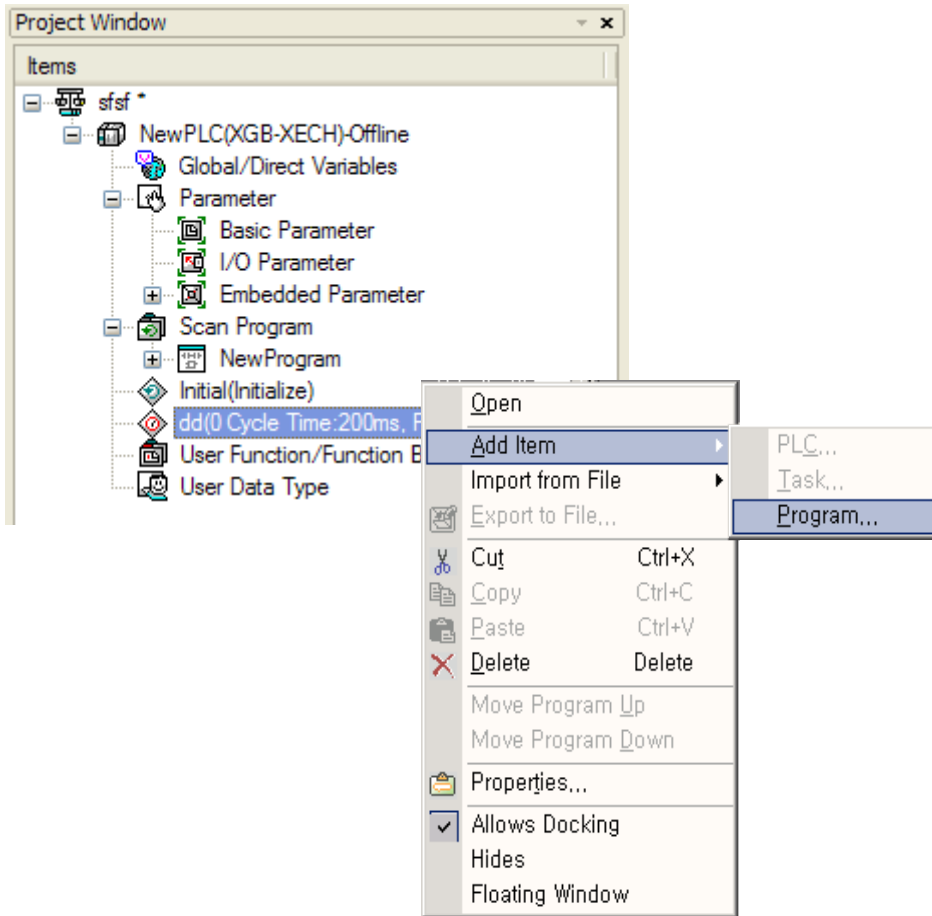 Project Window
Items
sfsf *
NewPLC(XGB-XECH)-Offline
Global/Direct Variables
Parameter
Basic Parameter
I/O Parameter
Embedded Parameter
Scan Program
NewProgram
Initial(Initialize)
dd(0 Cycle Time:200ms,
User Function/Function
User Data Type
Open
Add Item
Import from File
Export to File...
Cut Ctrl+X
Copy Ctrl+C
Paste Ctrl+V
Delete Delete
Move Program Up
Move Program Down
Properties...
Allows Docking
Hides
Floating Window
PLC...
Task...
Program...